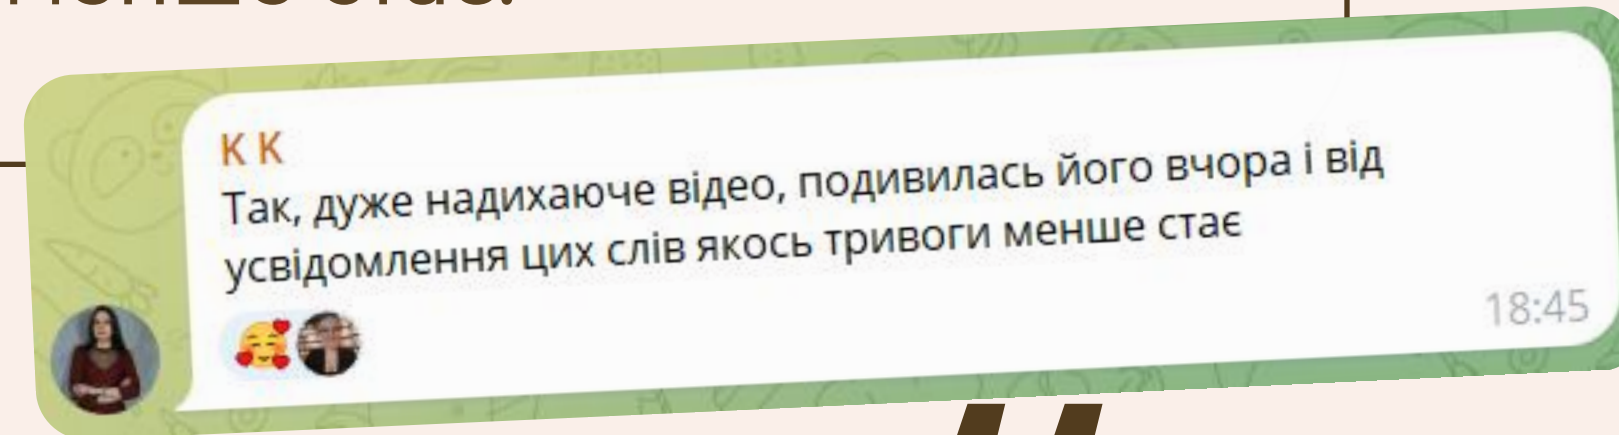 К К
Так, дуже надихаюче відео, подивилась його вчора і від
усвідомлення цих слів якось тривоги менше стає
18:45